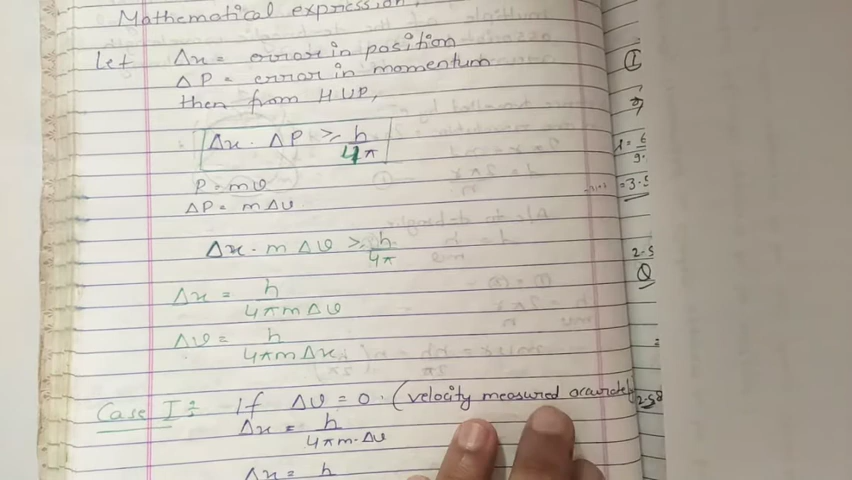 Mathematical expression,
Let Δx = error in position
ΔP = error in momentum
then from HUP,
Δx · ΔP ≥ h/4π
P = mv
ΔP = mΔv
Δx · m Δv ≥ h/4π
Δx = h/4πmΔv
Δv = h/4πmΔx
Case I : If Δv = 0. (velocity measured accurately
Δx = h/4πm·Δv
Δx = h